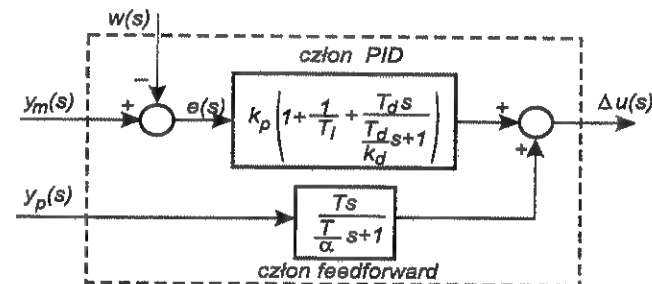 w(s)
−
człon PID
y_m(s) + e(s) k_p(1+1/T_i+T_d s/(T_d/k_d s+1)) + Δu(s)
+
y_p(s) Ts/(T/α s+1)
człon feedforward